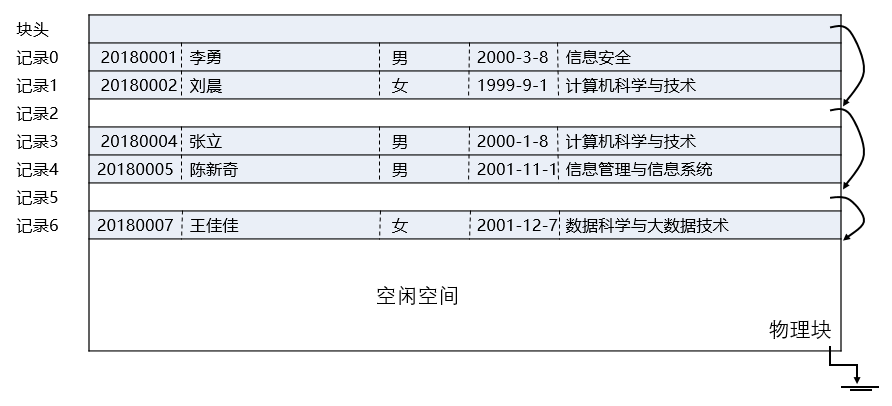 块头
记录0 20180001 李勇 男 2000-3-8 信息安全
记录1 20180002 刘晨 女 1999-9-1 计算机科学与技术
记录2
记录3 20180004 张立 男 2000-1-8 计算机科学与技术
记录4 20180005 陈新奇 男 2001-11-1 信息管理与信息系统
记录5
记录6 20180007 王佳佳 女 2001-12-7 数据科学与大数据技术
空闲空间
物理块